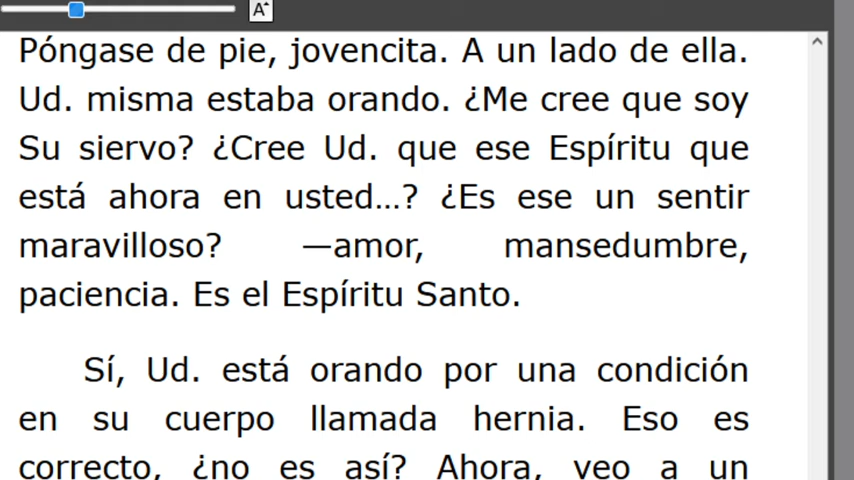 A
Póngase de pie, jovencita. A un lado de ella.
Ud. misma estaba orando. ¿Me cree que soy
Su siervo? ¿Cree Ud. que ese Espíritu que
está ahora en usted...? ¿Es ese un sentir
maravilloso? —amor, mansedumbre,
paciencia. Es el Espíritu Santo.
Sí, Ud. está orando por una condición
en su cuerpo llamada hernia. Eso es
correcto, ¿no es así? Ahora, veo a un